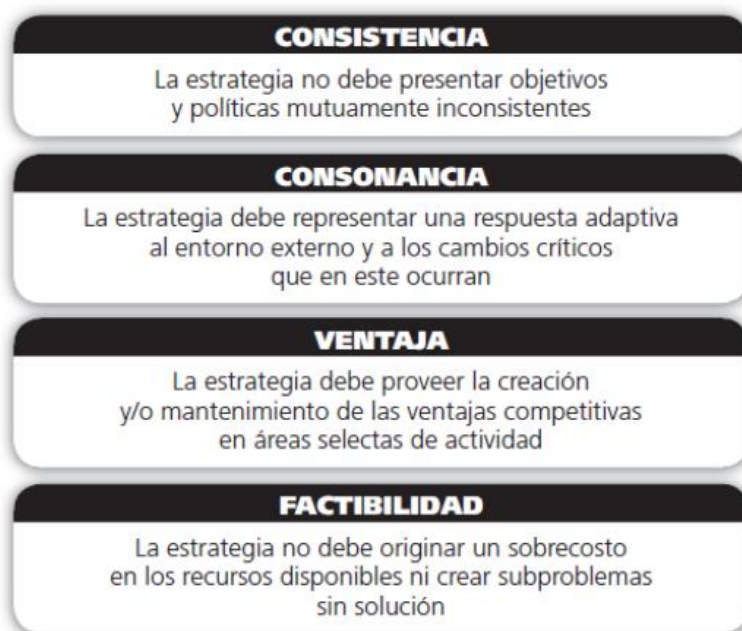 CONSISTENCIA
La estrategia no debe presentar objetivos
y políticas mutuamente inconsistentes
CONSONANCIA
La estrategia debe representar una respuesta adaptiva
al entorno externo y a los cambios críticos
que en este ocurran
VENTAJA
La estrategia debe proveer la creación
y/o mantenimiento de las ventajas competitivas
en áreas selectas de actividad
FACTIBILIDAD
La estrategia no debe originar un sobrecosto
en los recursos disponibles ni crear subproblemas
sin solución